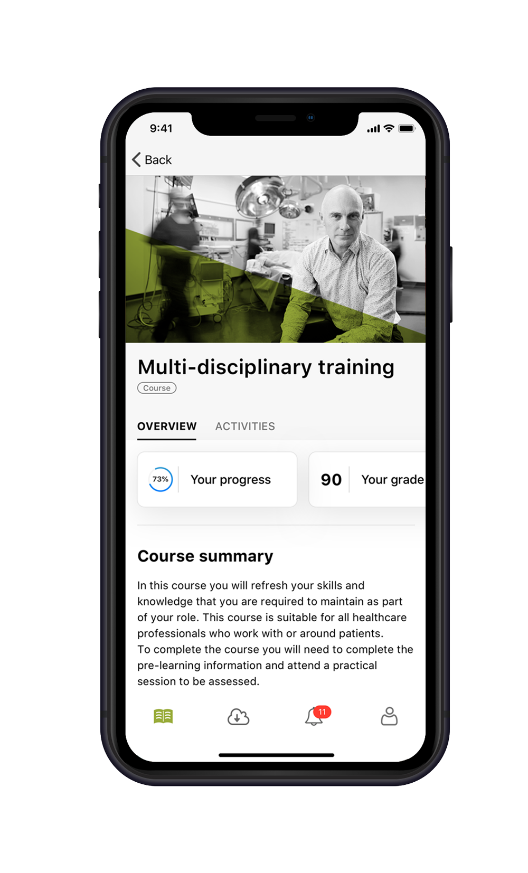 9:41
Back
Multi-disciplinary training
Course
OVERVIEW ACTIVITIES
73% Your progress 90 Your grade
Course summary
In this course you will refresh your skills and
knowledge that you are required to maintain as part
of your role. This course is suitable for all healthcare
professionals who work with or around patients.
To complete the course you will need to complete the
pre-learning information and attend a practical
session to be assessed.
11